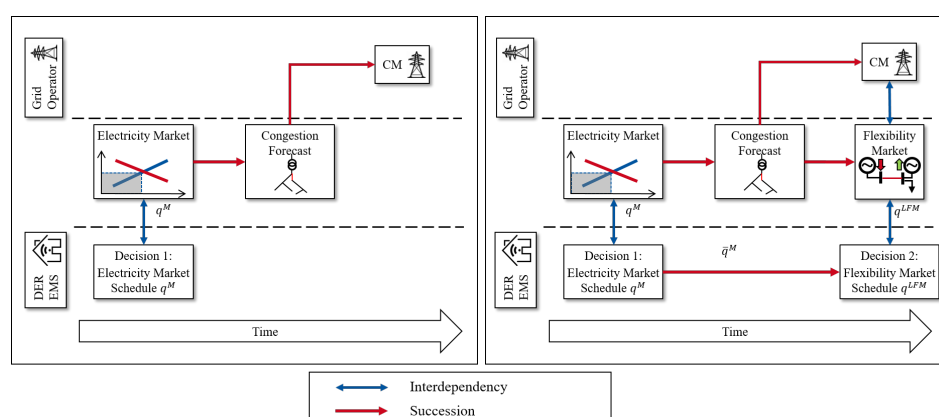 Grid
Operator
CM
Electricity Market
Congestion
Forecast
q^M
DER
EMS
Decision 1:
Electricity Market
Schedule q^M
Time
Grid
Operator
CM
Electricity Market
Congestion
Forecast
Flexibility
Market
q^M
q^{LFM}
DER
EMS
Decision 1:
Electricity Market
Schedule q^M
q̄^M
Decision 2:
Flexibility Market
Schedule q^{LFM}
Time
Interdependency
Succession